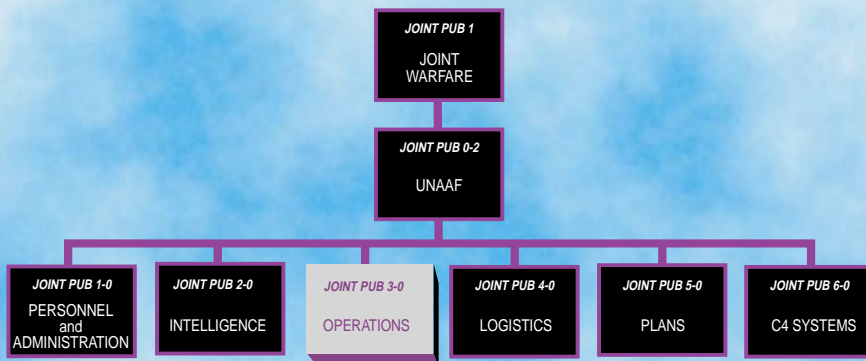 JOINT PUB 1
JOINT
WARFARE
JOINT PUB 0-2
UNAAF
JOINT PUB 1-0
PERSONNEL
and
ADMINISTRATION
JOINT PUB 2-0
INTELLIGENCE
JOINT PUB 3-0
OPERATIONS
JOINT PUB 4-0
LOGISTICS
JOINT PUB 5-0
PLANS
JOINT PUB 6-0
C4 SYSTEMS